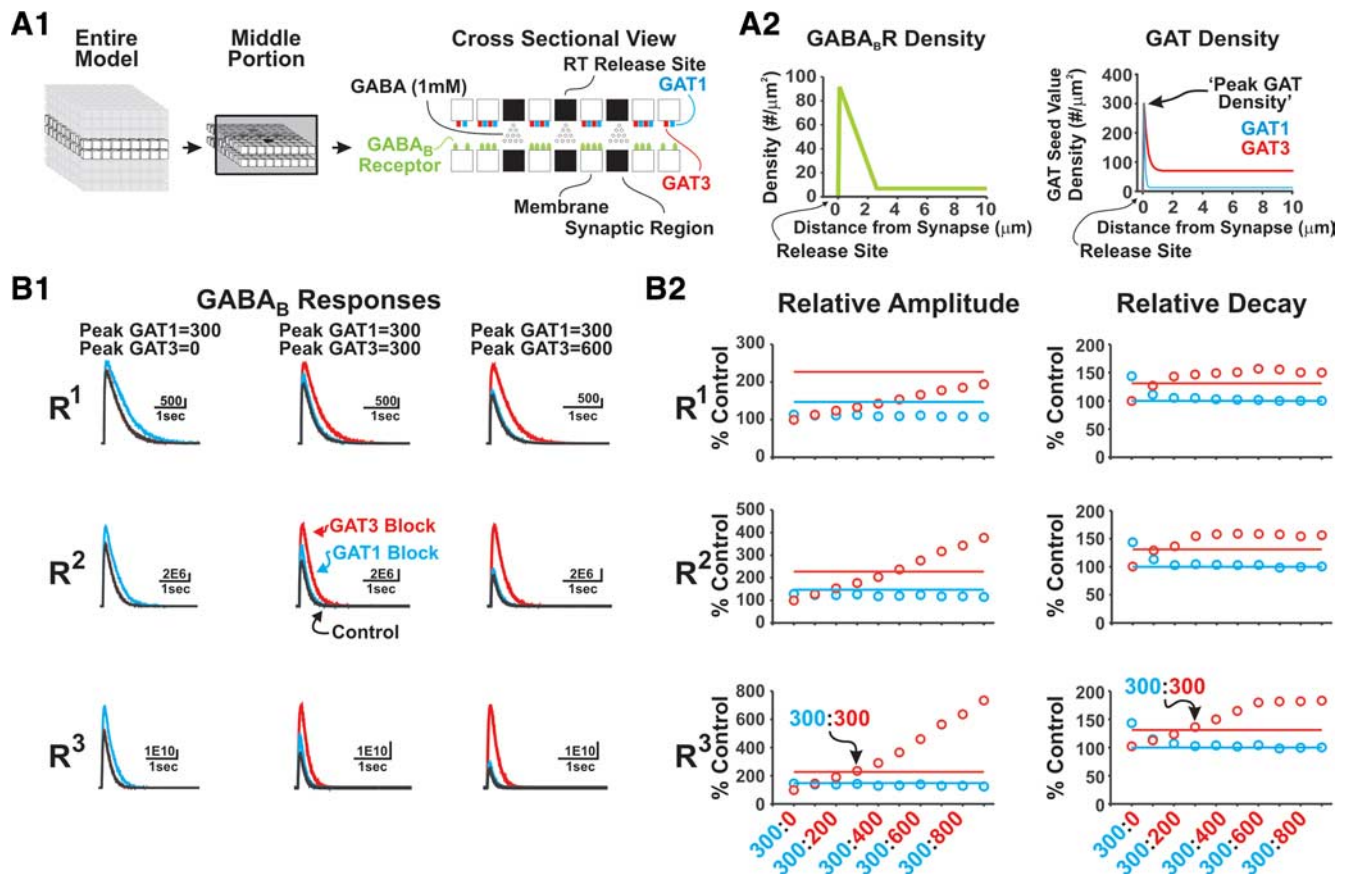 A1
Entire
Model
Middle
Portion
Cross Sectional View
RT Release Site
GABA (1mM)
GAT1
GABAB
Receptor
GAT3
Membrane
Synaptic Region
A2
GABABR Density
Density (#/μm²)
100
80
60
40
20
0
0 2 4 6 8 10
Distance from Synapse (μm)
Release Site
GAT Density
GAT Seed Value
Density (#/μm²)
400
300
200
100
0
'Peak GAT
Density'
GAT1
GAT3
0 2 4 6 8 10
Distance from Synapse (μm)
Release Site
B1
GABAB Responses
Peak GAT1=300
Peak GAT3=0
Peak GAT1=300
Peak GAT3=300
Peak GAT1=300
Peak GAT3=600
R1
500
1sec
500
1sec
500
1sec
R2
2E6
1sec
GAT3 Block
GAT1 Block
Control
2E6
1sec
2E6
1sec
R3
1E10
1sec
1E10
1sec
1E10
1sec
B2
Relative Amplitude
Relative Decay
R1
% Control
300
200
100
0
% Control
200
150
100
50
0
R2
% Control
500
400
300
200
100
0
% Control
200
150
100
50
0
R3
% Control
800
600
400
200
0
300:300
300:0
300:200
300:400
300:600
300:800
% Control
200
150
100
50
0
300:300
300:0
300:200
300:400
300:600
300:800